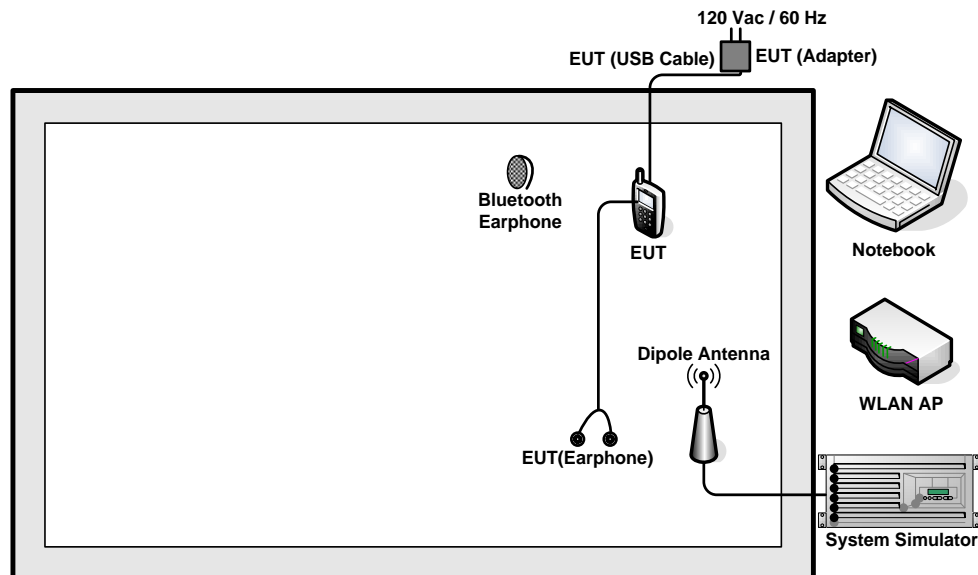 120 Vac / 60 Hz
EUT (USB Cable)
EUT (Adapter)
Bluetooth
Earphone
EUT
Notebook
Dipole Antenna
WLAN AP
EUT(Earphone)
System Simulator